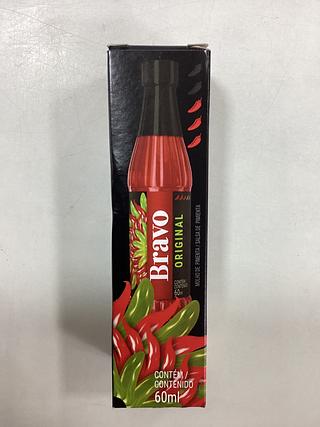 Bravo
ORIGINAL
MOLHO DE PIMENTA / SALSA DE PIMIENTA
CONTÉM/
CONTENIDO
60ml